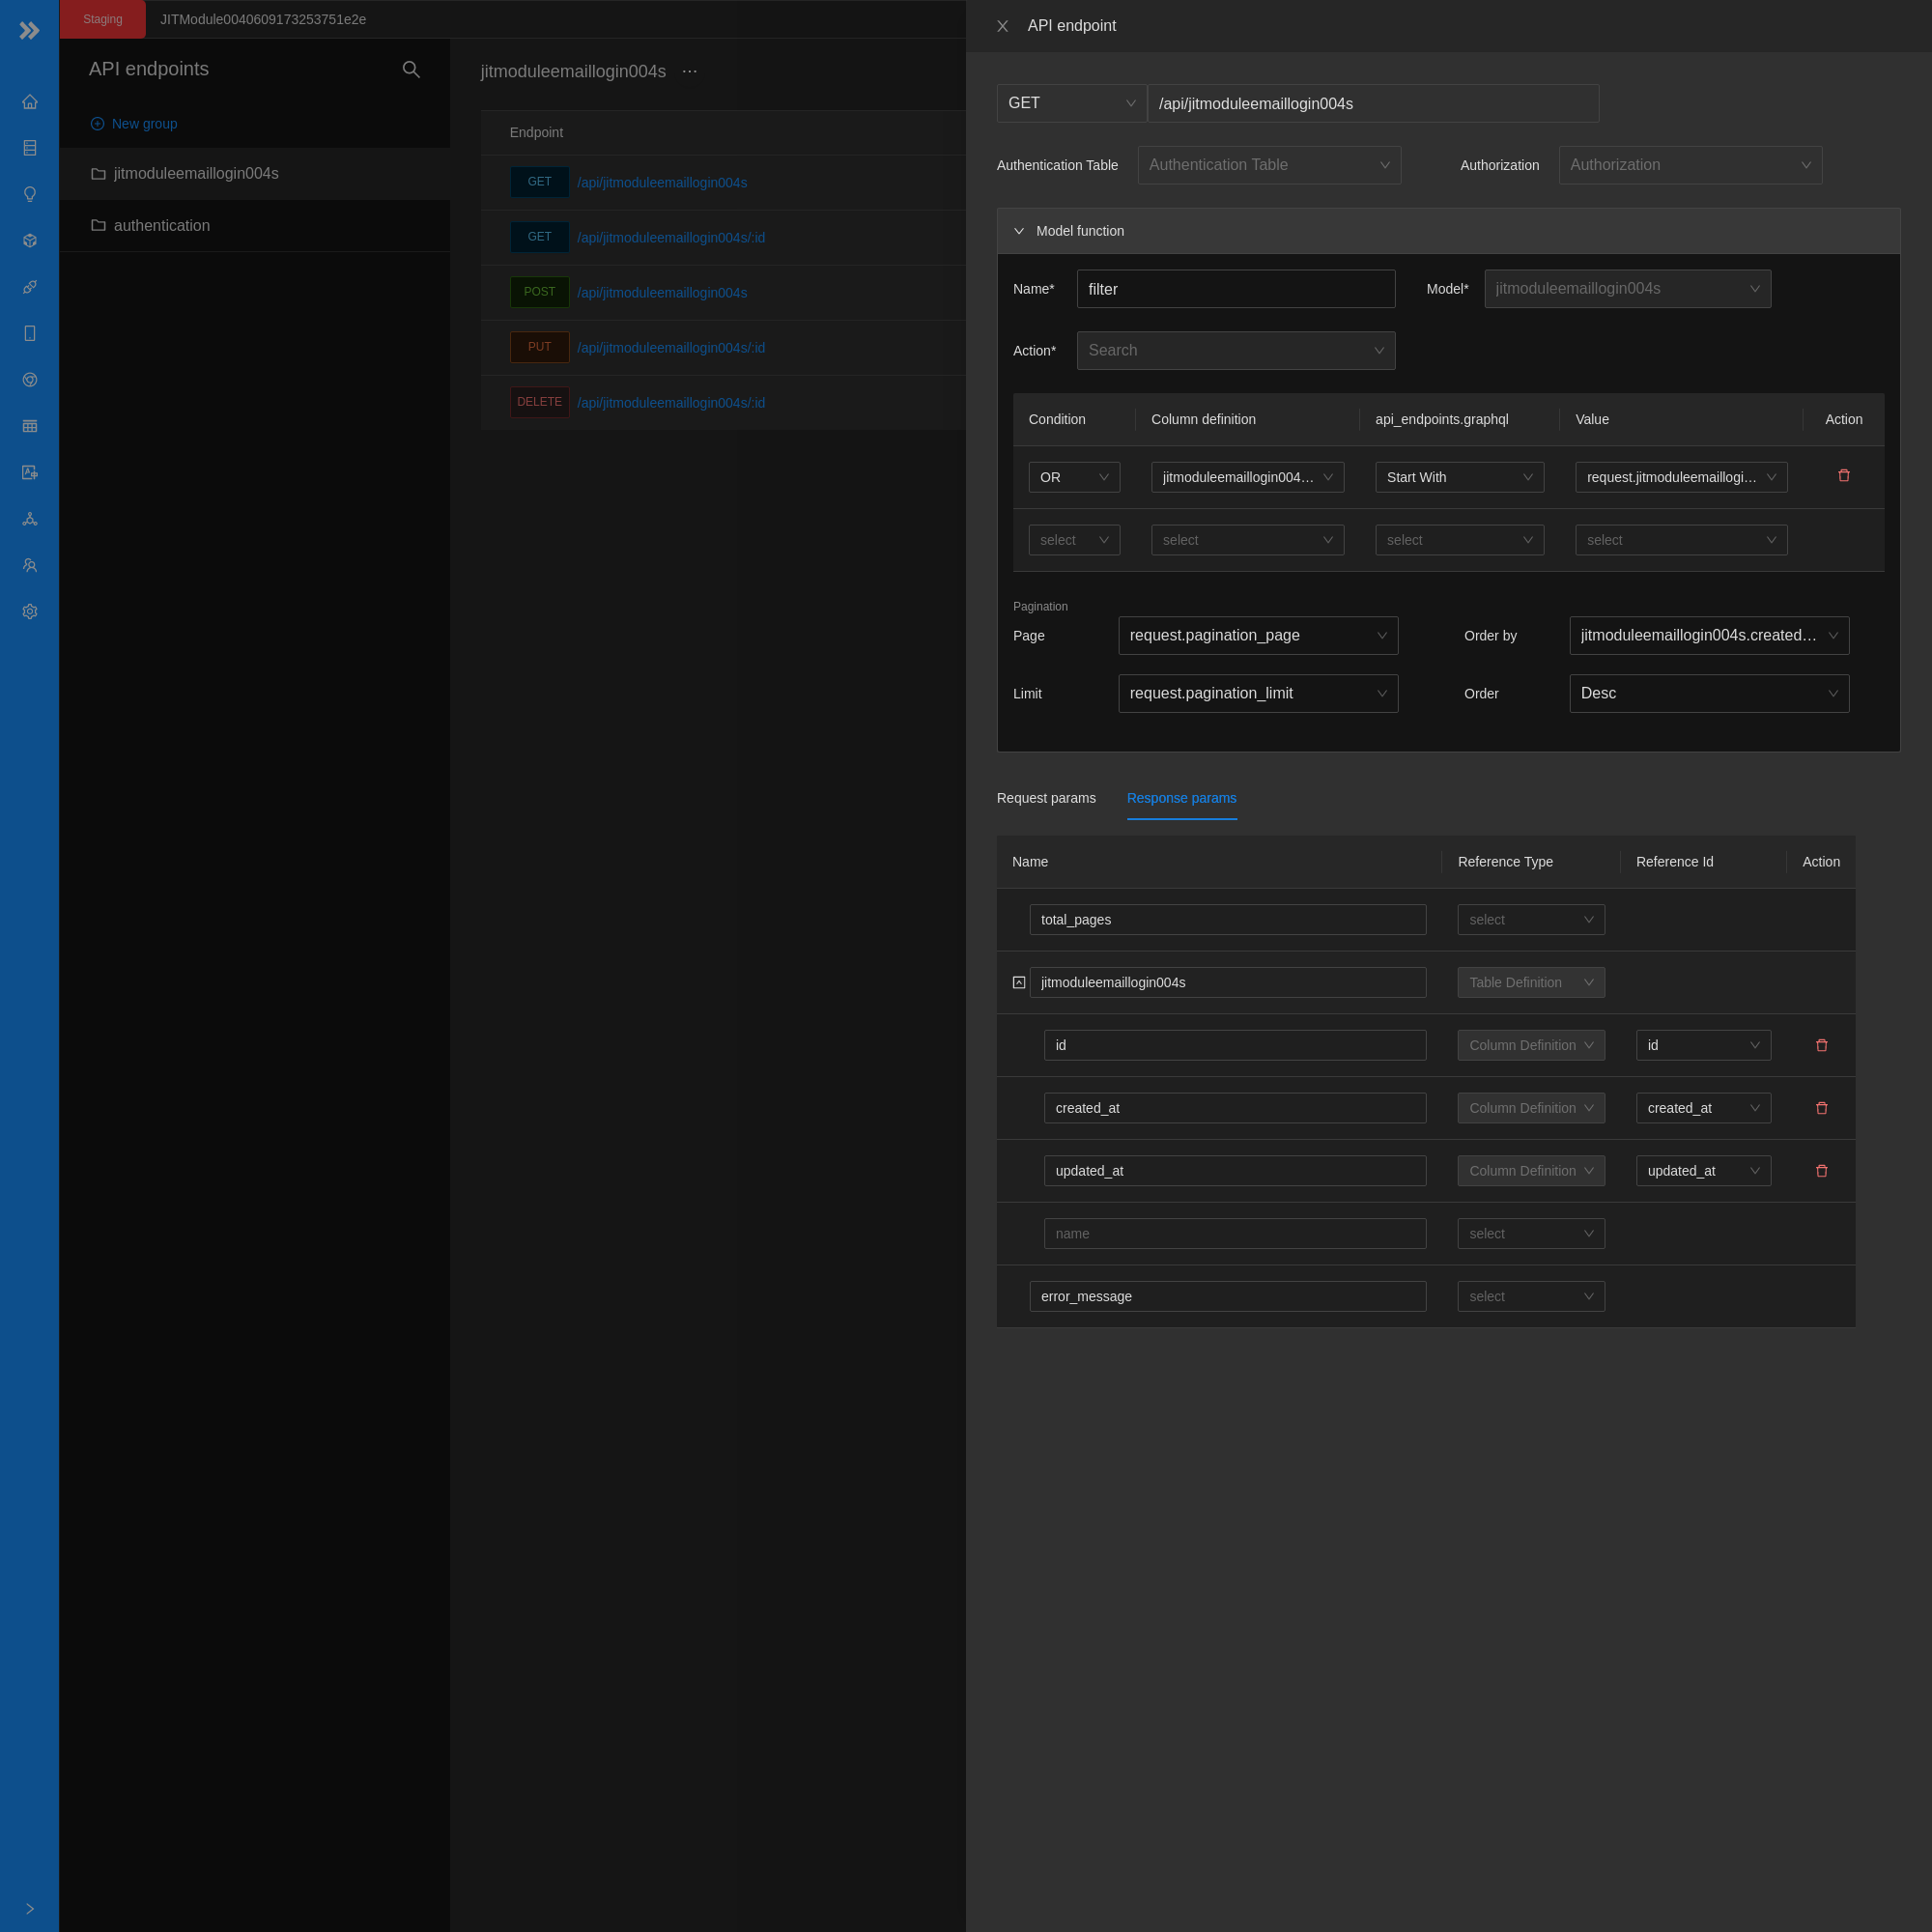 Staging
JITModule0040609173253751e2e
API endpoints
New group
jitmoduleemaillogin004s
authentication
jitmoduleemaillogin004s ...
Endpoint
GET /api/jitmoduleemaillogin004s
GET /api/jitmoduleemaillogin004s/:id
POST /api/jitmoduleemaillogin004s
PUT /api/jitmoduleemaillogin004s/:id
DELETE /api/jitmoduleemaillogin004s/:id
API endpoint
GET /api/jitmoduleemaillogin004s
Authentication Table Authentication Table Authorization Authorization
Model function
Name* filter Model* jitmoduleemaillogin004s
Action* Search
Condition Column definition api_endpoints.graphql Value Action
OR jitmoduleemaillogin004… Start With request.jitmoduleemaillogi…
select select select select
Pagination
Page request.pagination_page Order by jitmoduleemaillogin004s.created…
Limit request.pagination_limit Order Desc
Request params Response params
Name Reference Type Reference Id Action
total_pages select
jitmoduleemaillogin004s Table Definition
id Column Definition id
created_at Column Definition created_at
updated_at Column Definition updated_at
name select
error_message select